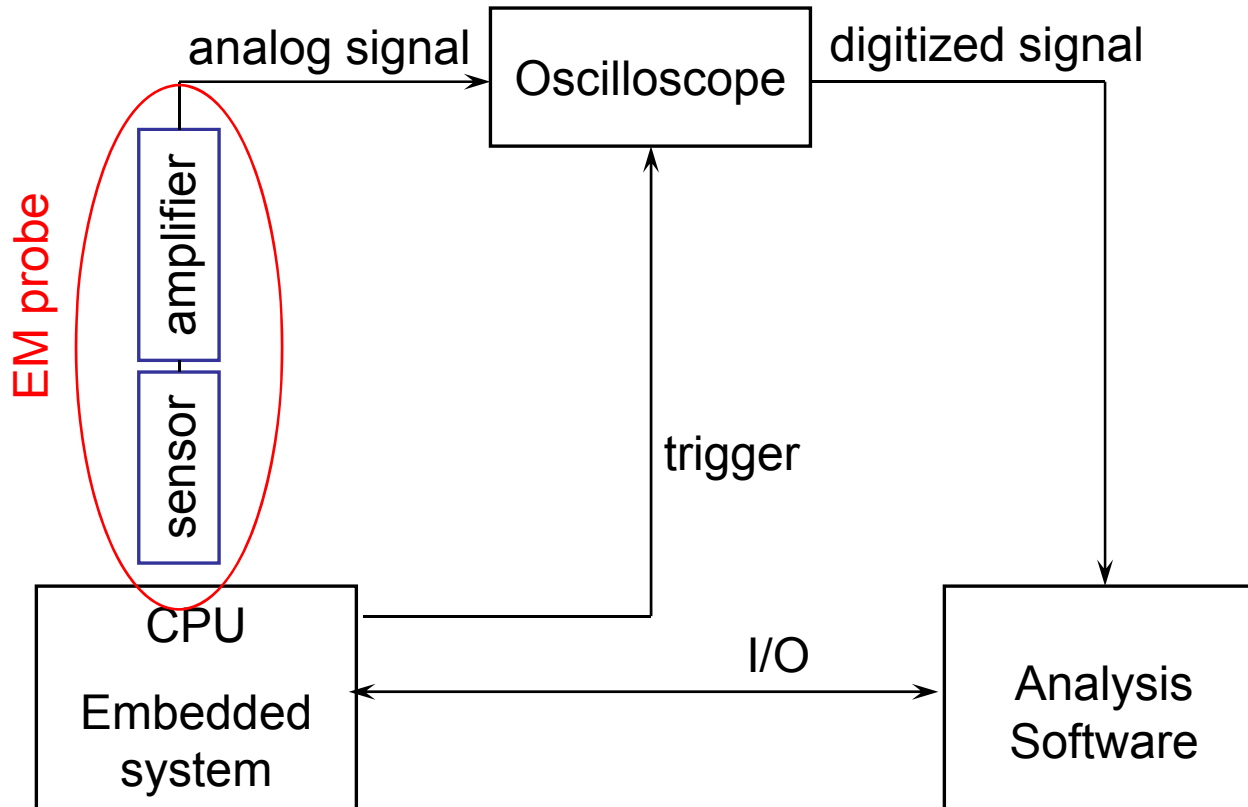 analog signal
Oscilloscope
digitized signal
EM probe
amplifier
sensor
trigger
CPU
Embedded
system
I/O
Analysis
Software